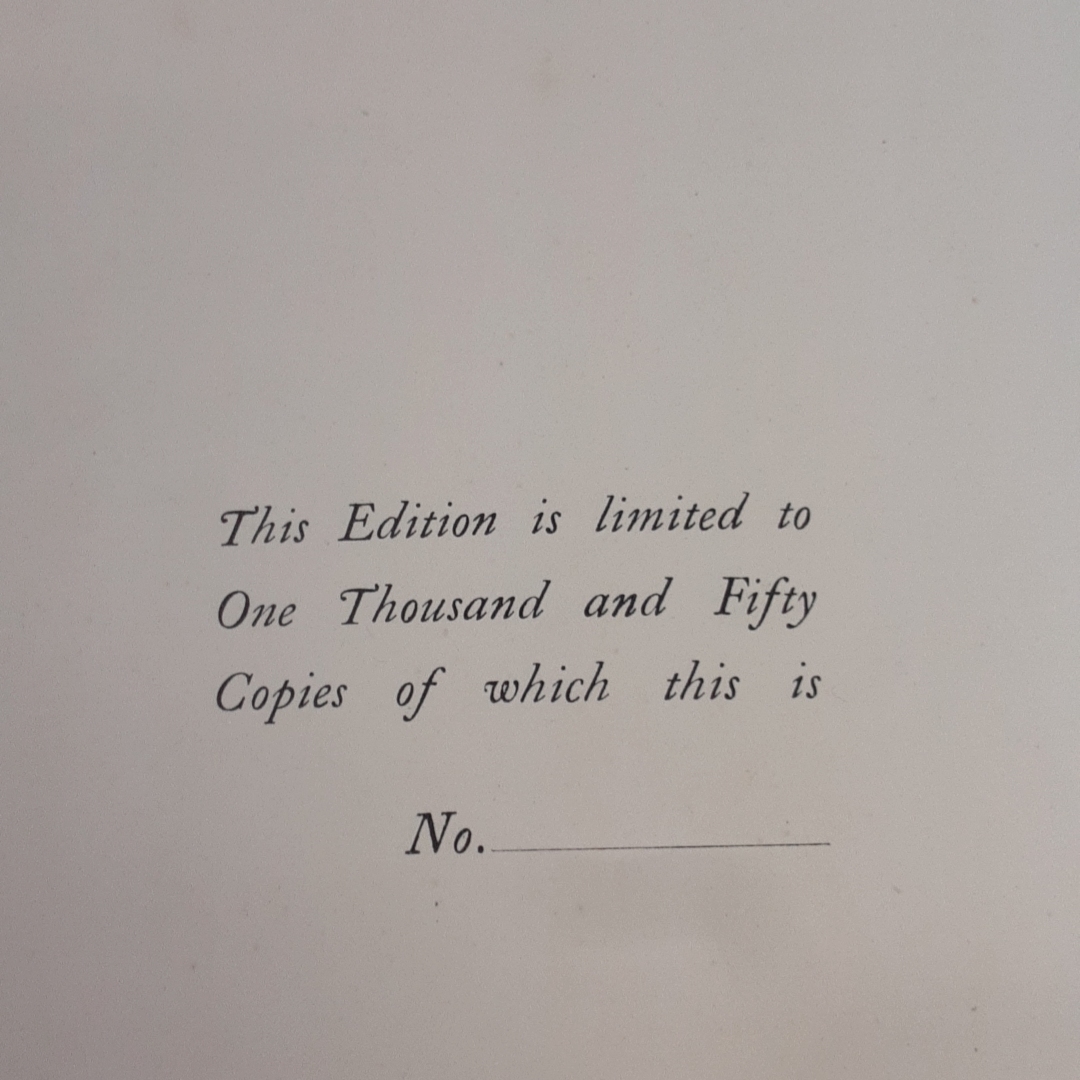 This Edition is limited to
One Thousand and Fifty
Copies of which this is
No.